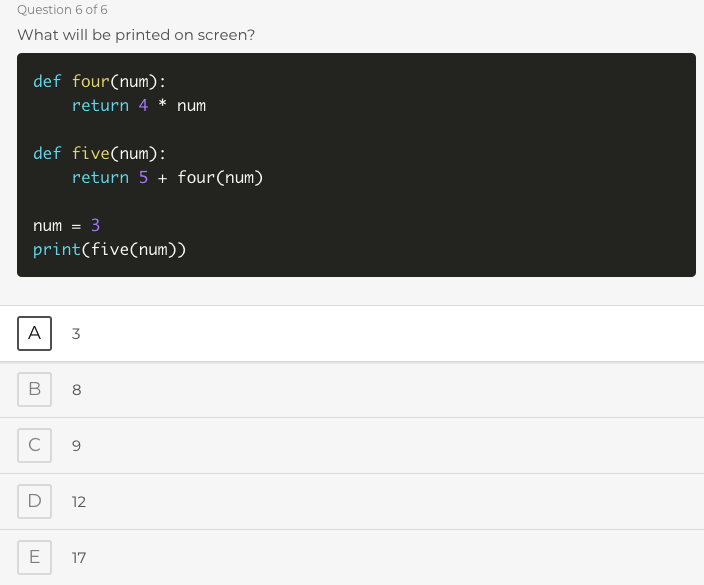 Question 6 of 6
What will be printed on screen?
def four(num):
    return 4 * num
def five(num):
    return 5 + four(num)
num = 3
print(five(num))
A 3
B 8
C 9
D 12
E 17